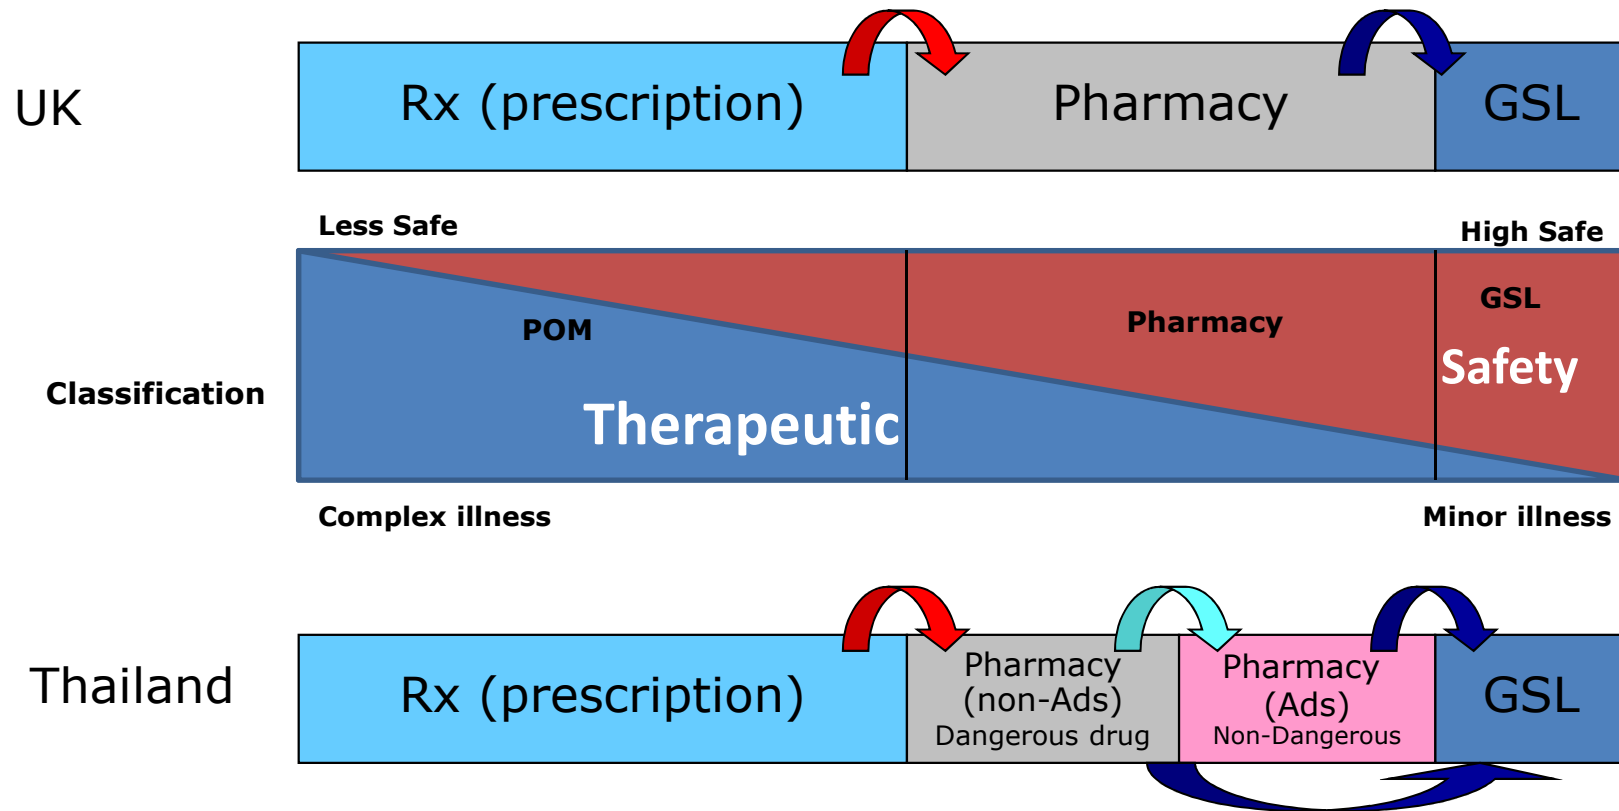 UK
Rx (prescription)
Pharmacy
GSL
Less Safe
High Safe
Classification
POM
Therapeutic
Pharmacy
GSL
Safety
Complex illness
Minor illness
Thailand
Rx (prescription)
Pharmacy
(non-Ads)
Dangerous drug
Pharmacy
(Ads)
Non-Dangerous
GSL